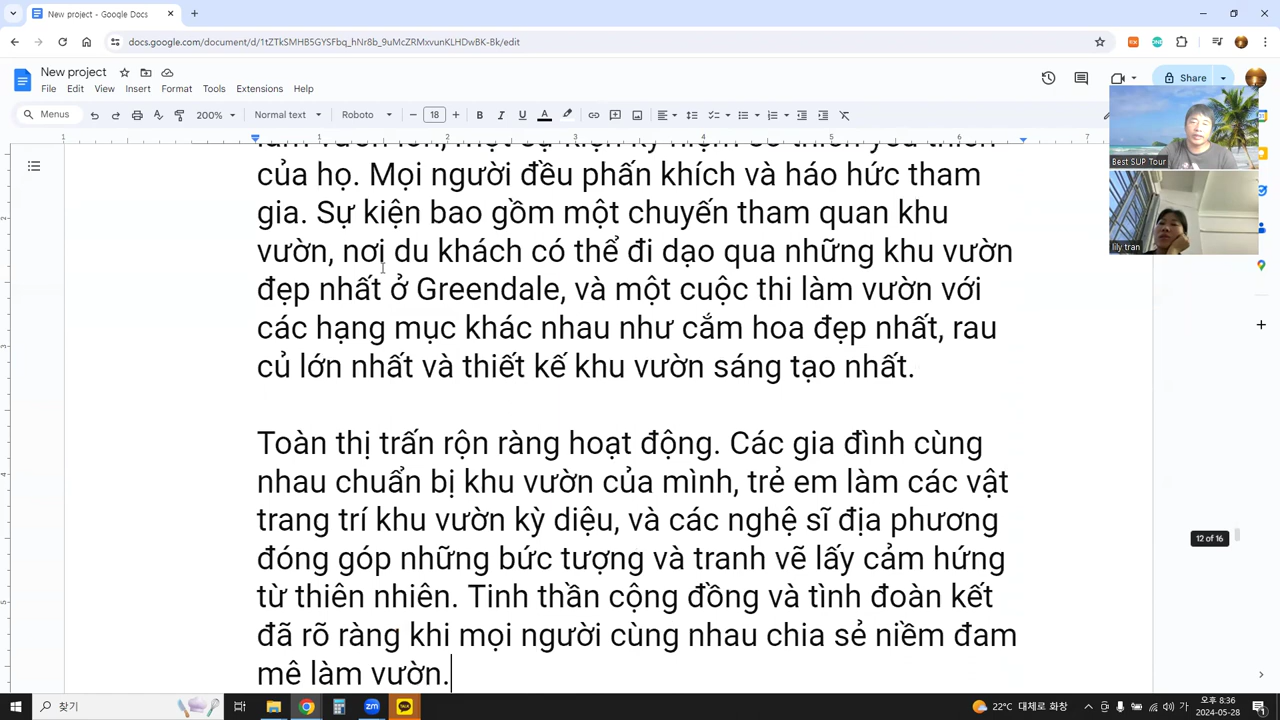 New project - Google Docs
docs.google.com/document/d/1tZTkSMHB5GYSFbq_hNr8b_9uMcZRMxvunKLHDwBK-Bk/edit
New project
File Edit View Insert Format Tools Extensions Help
Share
Menus 200% Normal text Roboto 18
1 1 2 3 4 5 6 7
Best SUP Tour
lily tran
của họ. Mọi người đều phấn khích và háo hức tham
gia. Sự kiện bao gồm một chuyến tham quan khu
vườn, nơi du khách có thể đi dạo qua những khu vườn
đẹp nhất ở Greendale, và một cuộc thi làm vườn với
các hạng mục khác nhau như cắm hoa đẹp nhất, rau
củ lớn nhất và thiết kế khu vườn sáng tạo nhất.
Toàn thị trấn rộn ràng hoạt động. Các gia đình cùng
nhau chuẩn bị khu vườn của mình, trẻ em làm các vật
trang trí khu vườn kỳ diệu, và các nghệ sĩ địa phương
đóng góp những bức tượng và tranh vẽ lấy cảm hứng
từ thiên nhiên. Tinh thần cộng đồng và tình đoàn kết
đã rõ ràng khi mọi người cùng nhau chia sẻ niềm đam
mê làm vườn.
12 of 16
찾기
22°C 대체로 화창
가
오후 8:36
2024-05-28